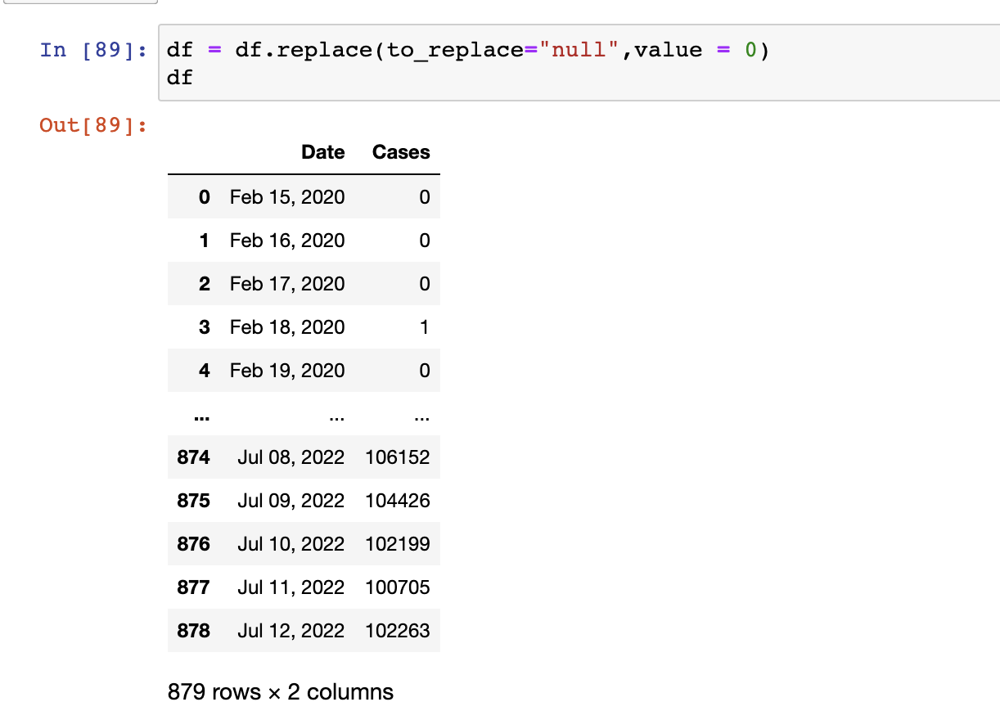 In [89]: df = df.replace(to_replace="null",value = 0)
df
Out[89]:
Date Cases
0 Feb 15, 2020 0
1 Feb 16, 2020 0
2 Feb 17, 2020 0
3 Feb 18, 2020 1
4 Feb 19, 2020 0
... ... ...
874 Jul 08, 2022 106152
875 Jul 09, 2022 104426
876 Jul 10, 2022 102199
877 Jul 11, 2022 100705
878 Jul 12, 2022 102263
879 rows × 2 columns